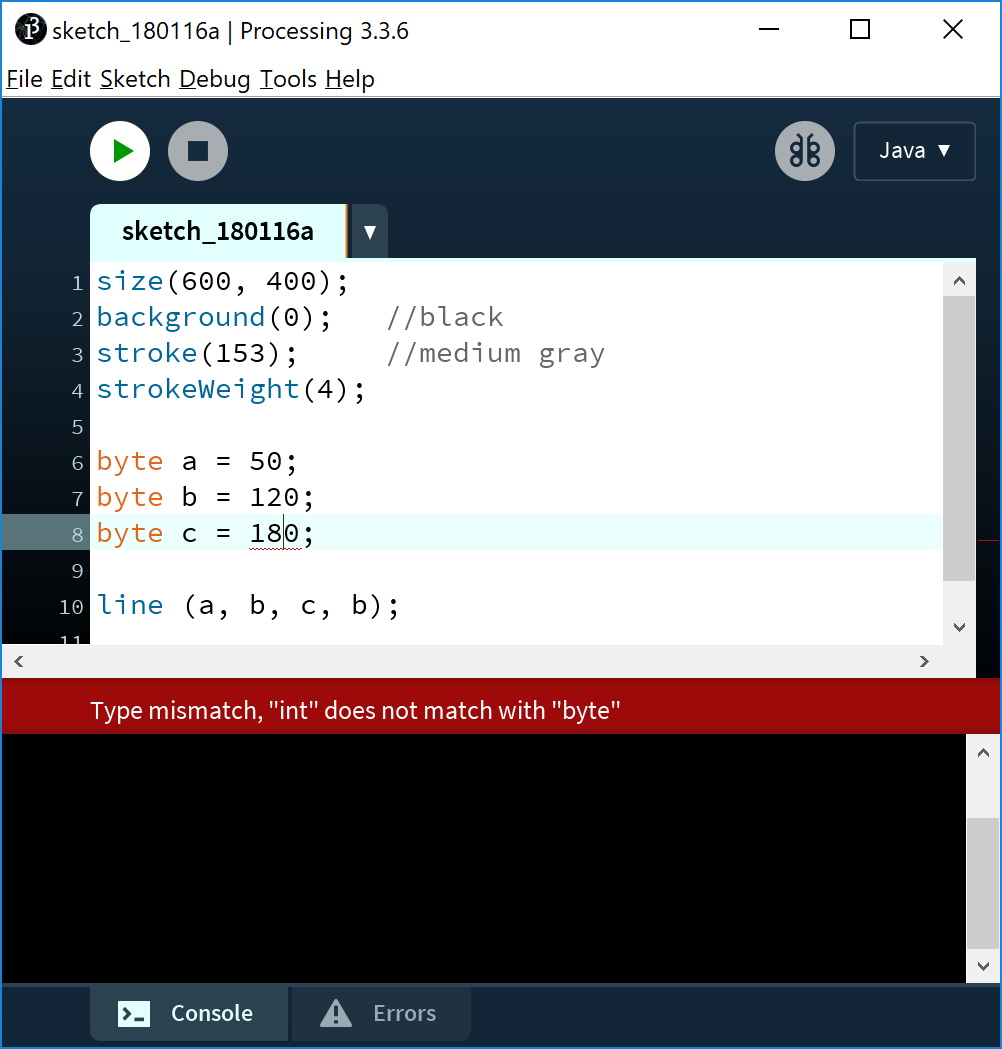 sketch_180116a | Processing 3.3.6
File Edit Sketch Debug Tools Help
Java ▼
sketch_180116a ▼
1 size(600, 400);
2 background(0);   //black
3 stroke(153);     //medium gray
4 strokeWeight(4);
5
6 byte a = 50;
7 byte b = 120;
8 byte c = 180;
9
10 line (a, b, c, b);
11
Type mismatch, "int" does not match with "byte"
Console Errors